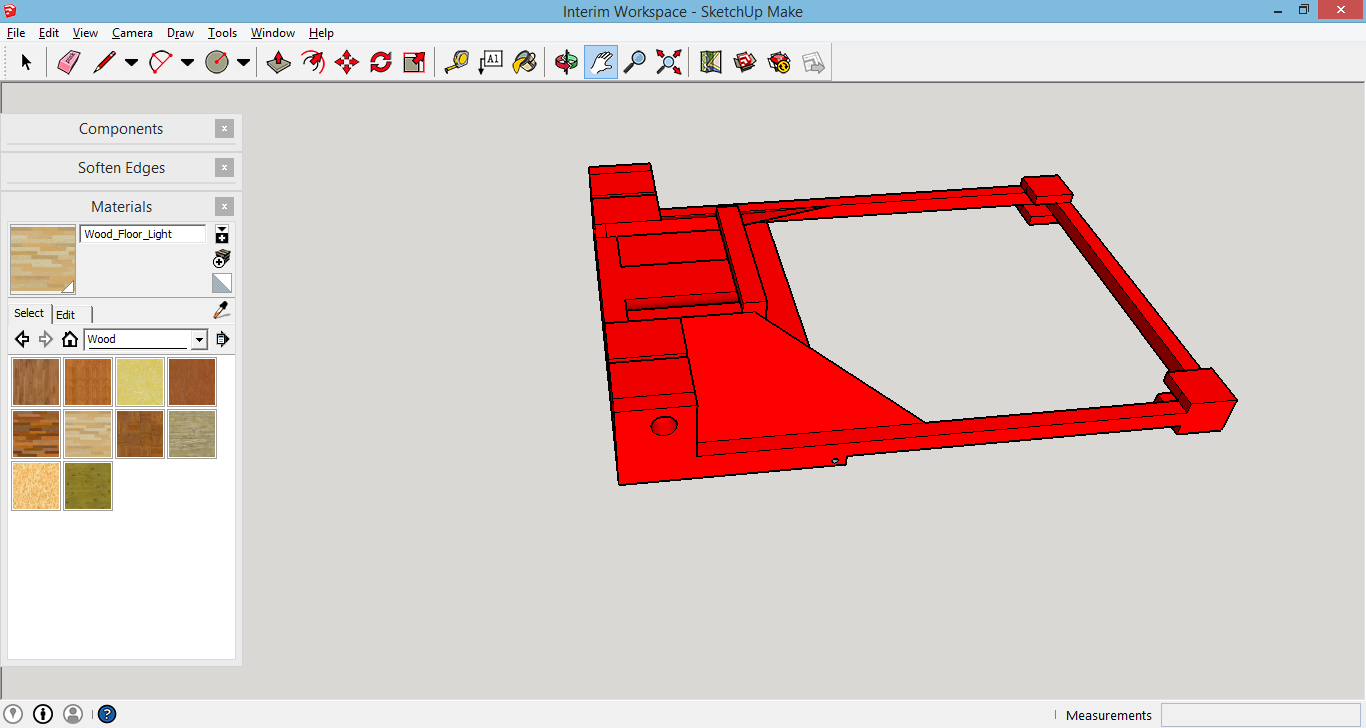 Interim Workspace - SketchUp Make
File Edit View Camera Draw Tools Window Help
A1
Components
Soften Edges
Materials
Wood_Floor_Light
Select Edit
Wood
Measurements